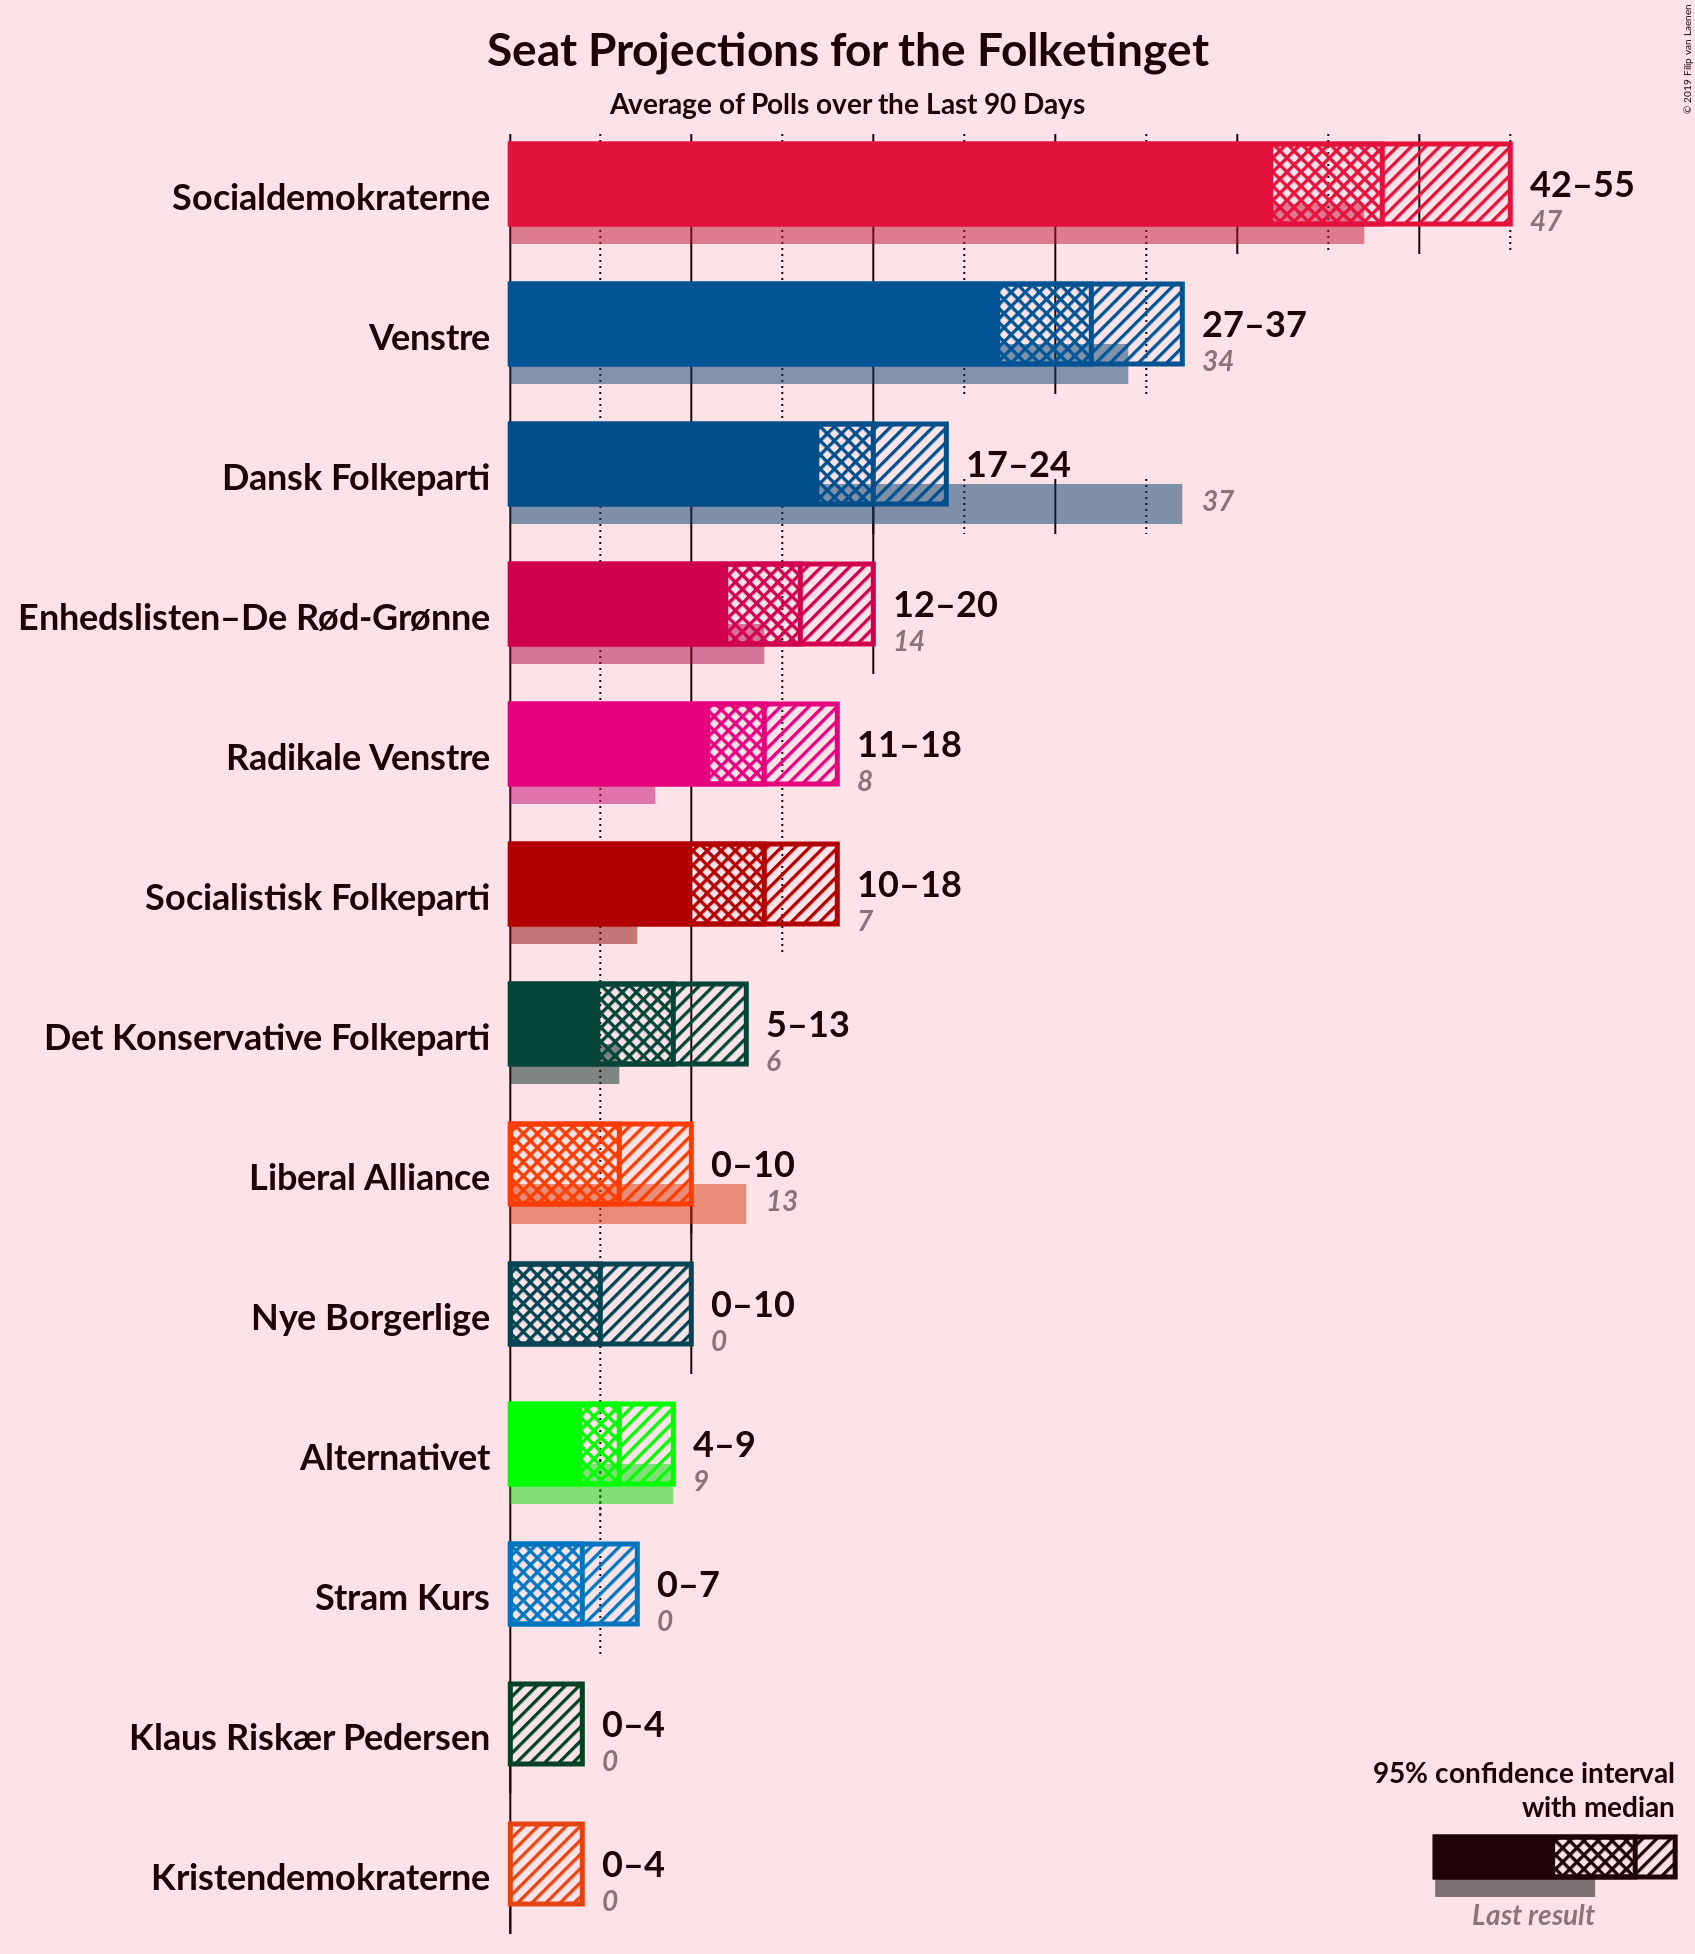 Seat Projections for the Folketinget
Average of Polls over the Last 90 Days
© 2019 Filip van Laenen
Socialdemokraterne
42–55
47
Venstre
27–37
34
Dansk Folkeparti
17–24
37
Enhedslisten–De Rød-Grønne
12–20
14
Radikale Venstre
11–18
8
Socialistisk Folkeparti
10–18
7
Det Konservative Folkeparti
5–13
6
Liberal Alliance
0–10
13
Nye Borgerlige
0–10
0
Alternativet
4–9
9
Stram Kurs
0–7
0
Klaus Riskær Pedersen
0–4
0
Kristendemokraterne
0–4
0
95% confidence interval
with median
Last result